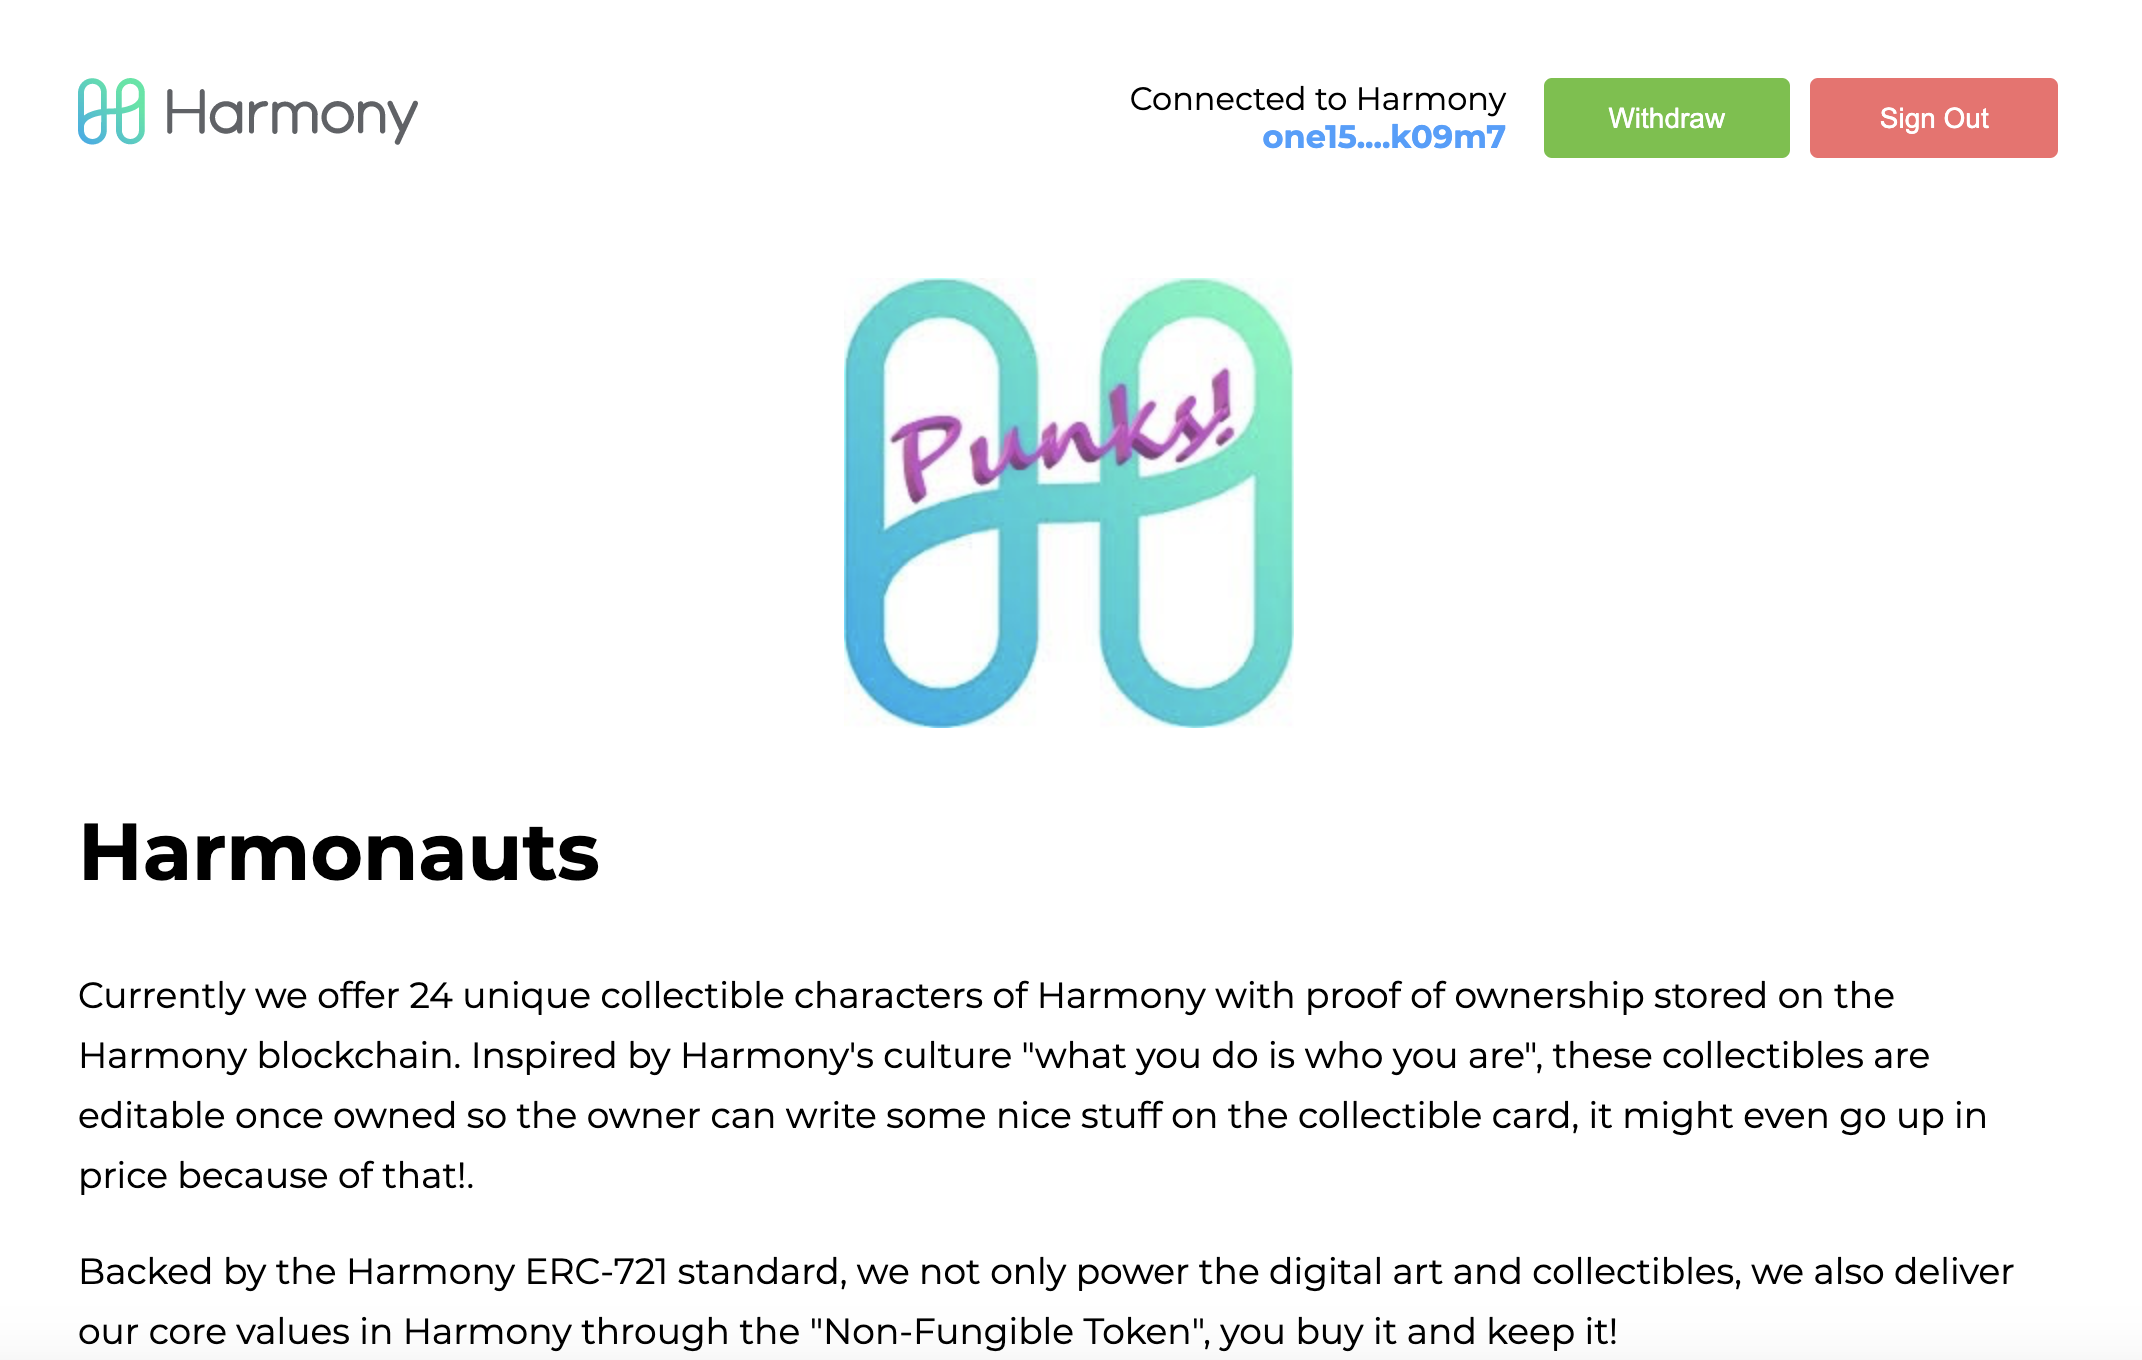 Harmony
Connected to Harmony
one15....k09m7
Withdraw
Sign Out
Punks!
Harmonauts
Currently we offer 24 unique collectible characters of Harmony with proof of ownership stored on the
Harmony blockchain. Inspired by Harmony's culture "what you do is who you are", these collectibles are
editable once owned so the owner can write some nice stuff on the collectible card, it might even go up in
price because of that!.
Backed by the Harmony ERC-721 standard, we not only power the digital art and collectibles, we also deliver
our core values in Harmony through the "Non-Fungible Token", you buy it and keep it!